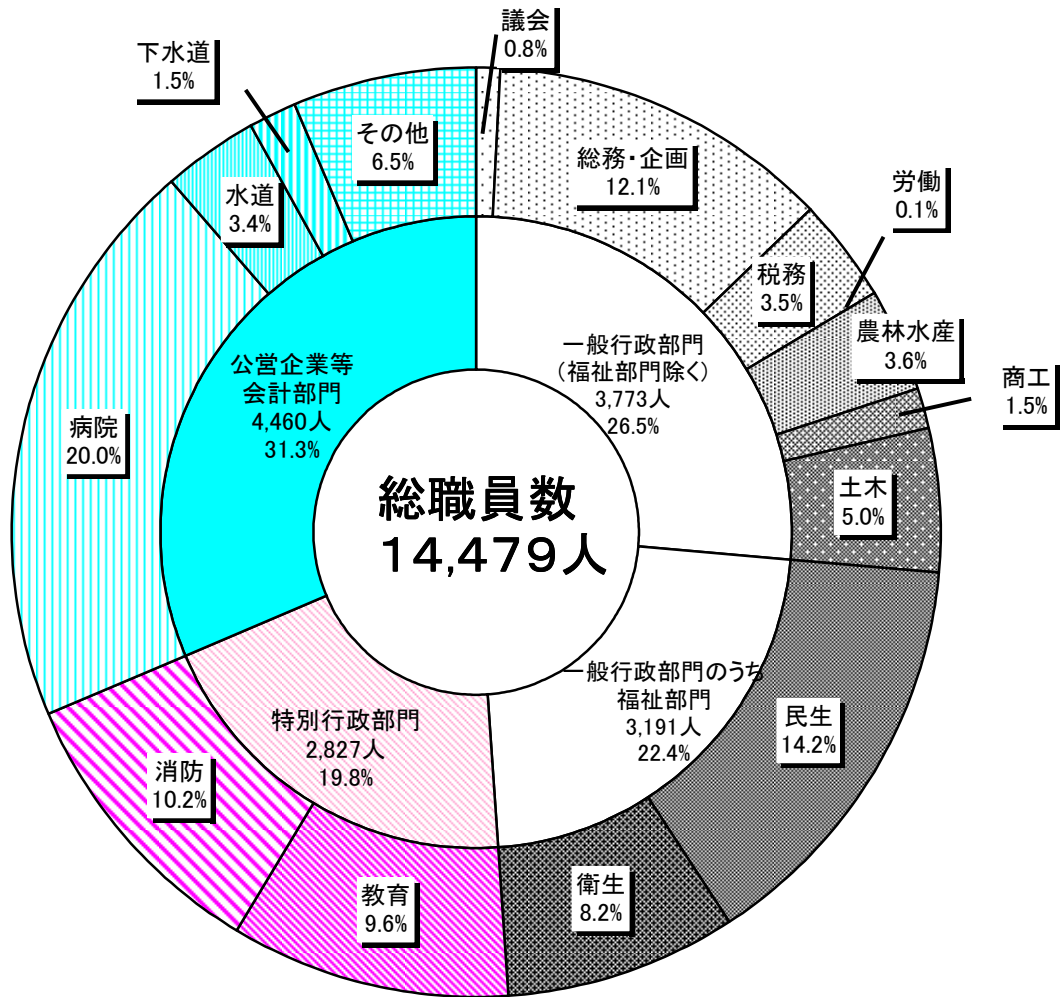 議会
0.8%
下水道
1.5%
その他
6.5%
総務・企画
12.1%
水道
3.4%
労働
0.1%
税務
3.5%
農林水産
3.6%
商工
1.5%
一般行政部門
（福祉部門除く）
3,773人
26.5%
公営企業等
会計部門
4,460人
31.3%
病院
20.0%
土木
5.0%
総職員数
14,479人
一般行政部門のうち
福祉部門
3,191人
22.4%
民生
14.2%
特別行政部門
2,827人
19.8%
消防
10.2%
衛生
8.2%
教育
9.6%